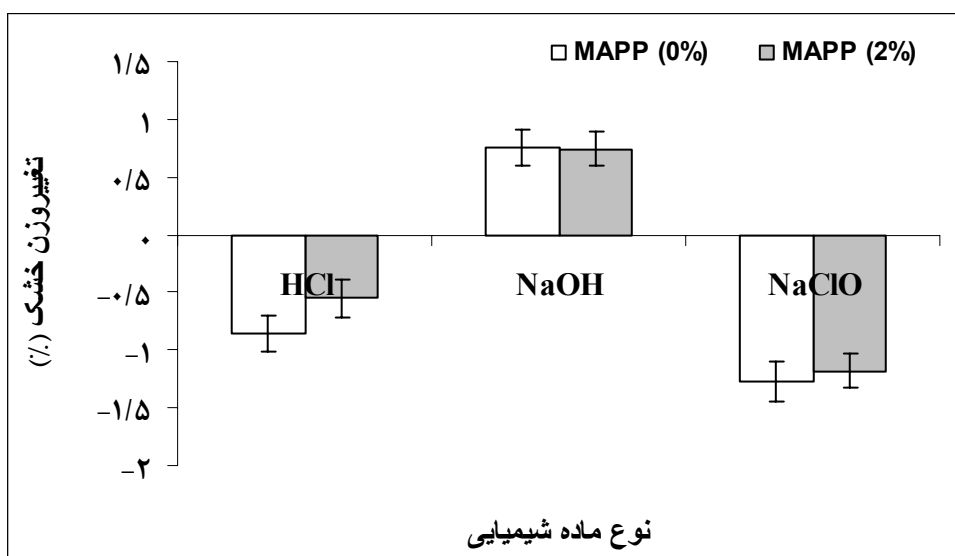 MAPP (0%) MAPP (2%)
۱/۵
۱
۰/۵
۰
-۰/۵
-۱
-۱/۵
-۲
تغییروزن خشک (٪)
HCl NaOH NaClO
نوع ماده شیمیایی